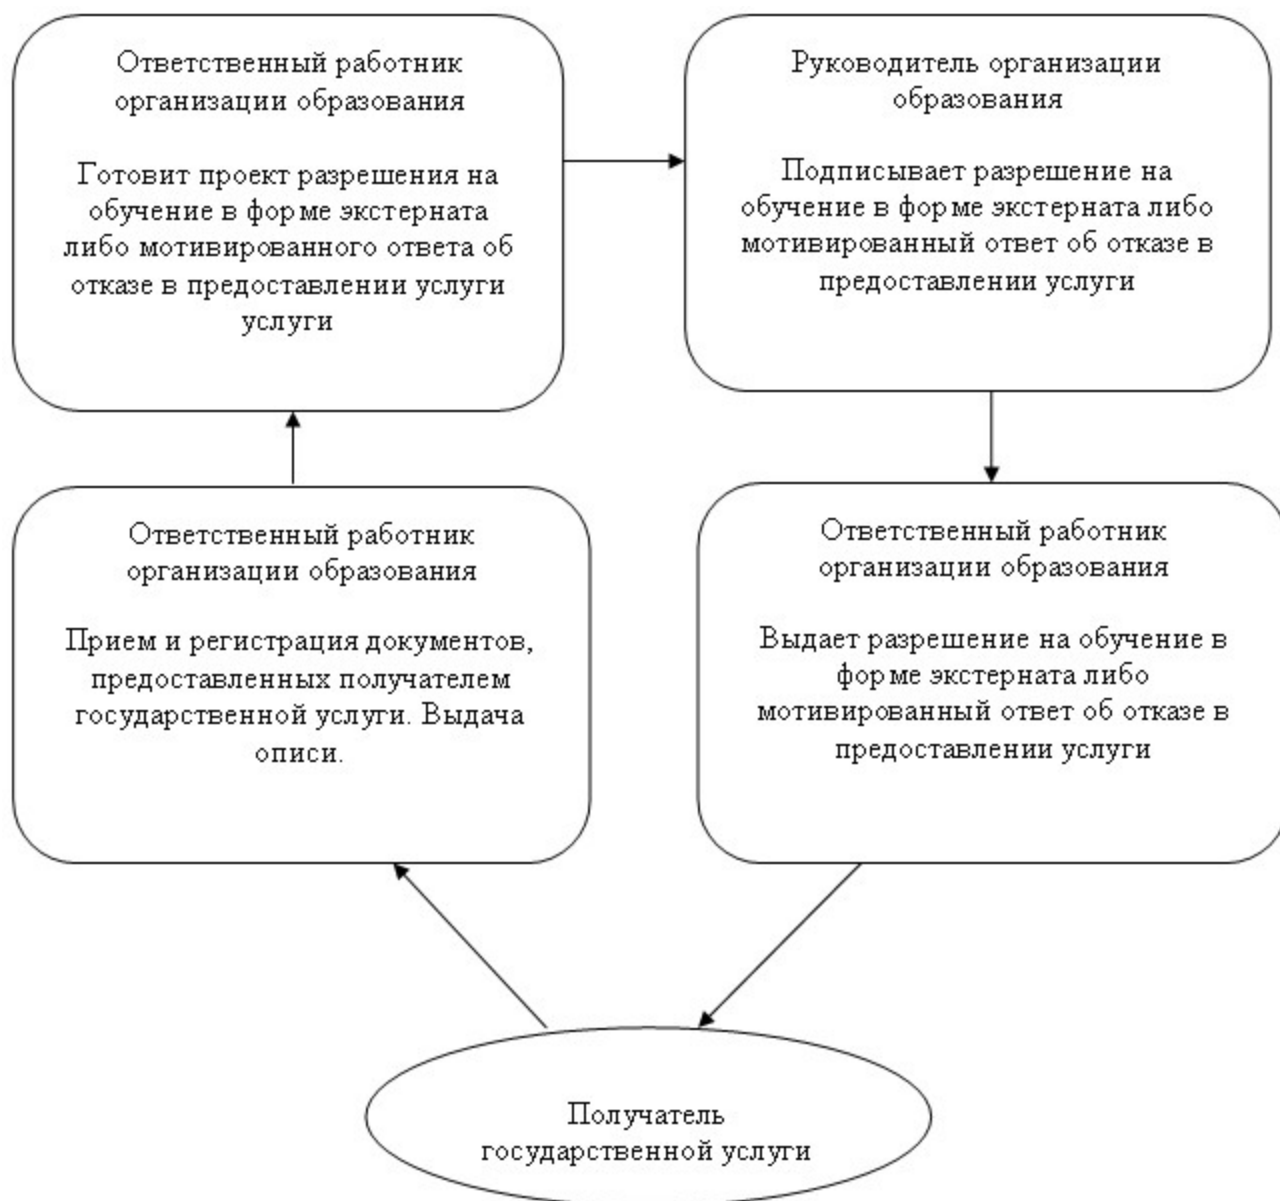 Ответственный работник
организации образования
Готовит проект разрешения на
обучение в форме экстерната
либо мотивированного ответа об
отказе в предоставлении услуги
услуги
Руководитель организации
образования
Подписывает разрешение на
обучение в форме экстерната либо
мотивированный ответ об отказе в
предоставлении услуги
Ответственный работник
организации образования
Прием и регистрация документов,
предоставленных получателем
государственной услуги. Выдача
описи.
Ответственный работник
организации образования
Выдает разрешение на обучение в
форме экстерната либо
мотивированный ответ об отказе в
предоставлении услуги
Получатель
государственной услуги